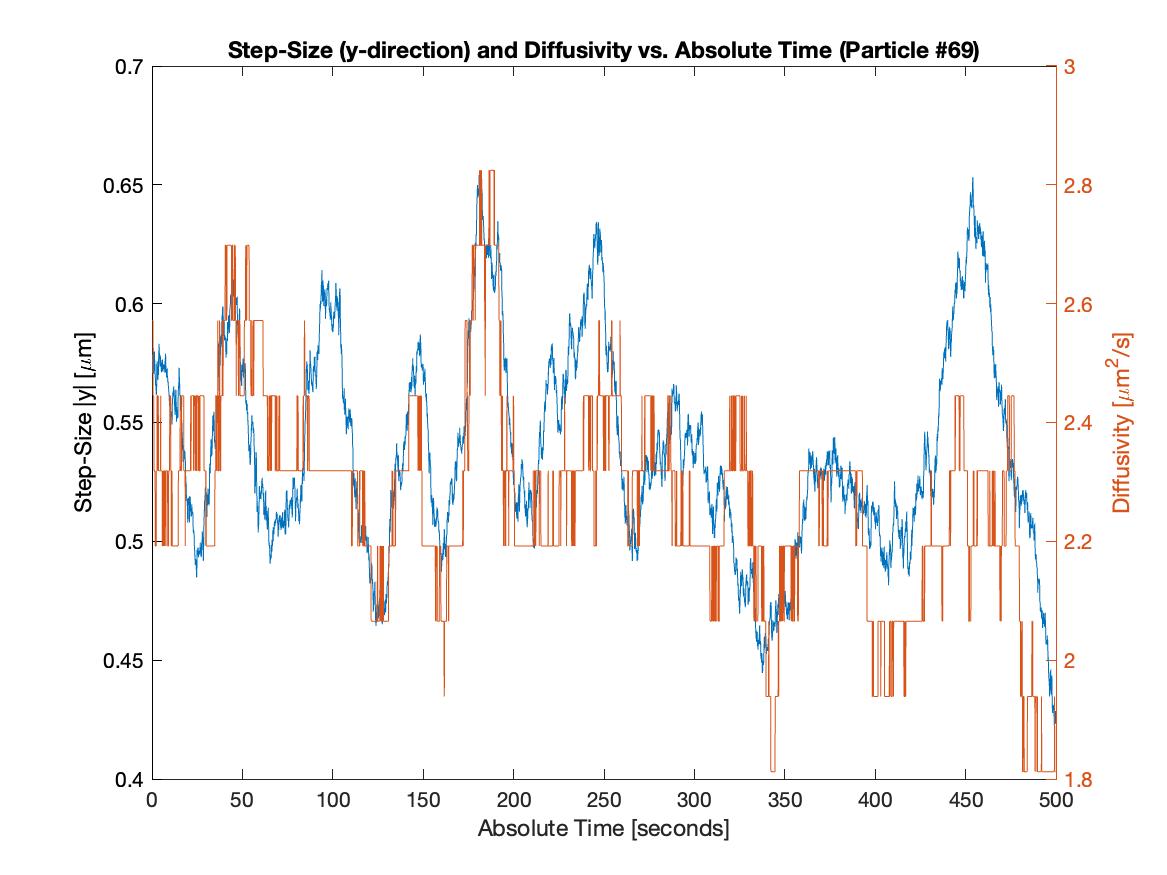 Step-Size (y-direction) and Diffusivity vs. Absolute Time (Particle #69)
0.7
0.65
0.6
0.55
0.5
0.45
0.4
Step-Size |y| [μm]
3
2.8
2.6
2.4
2.2
2
1.8
Diffusivity [μm²/s]
0 50 100 150 200 250 300 350 400 450 500
Absolute Time [seconds]